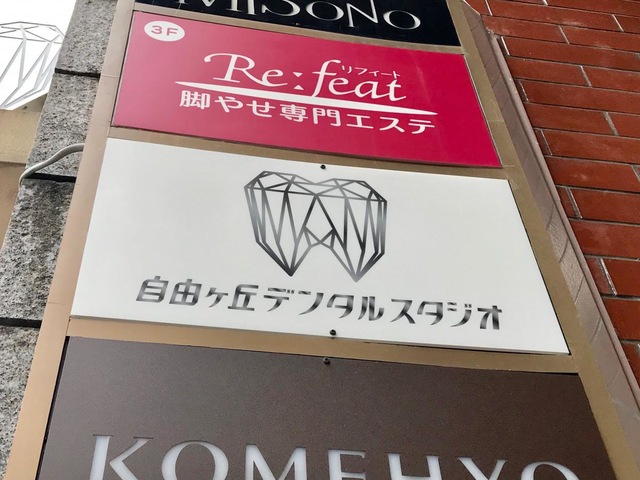 MISONO
3F
リフィート
Re:feat
脚やせ専門エステ
MAM
自由ヶ丘デンタルスタジオ
KOMEHYO